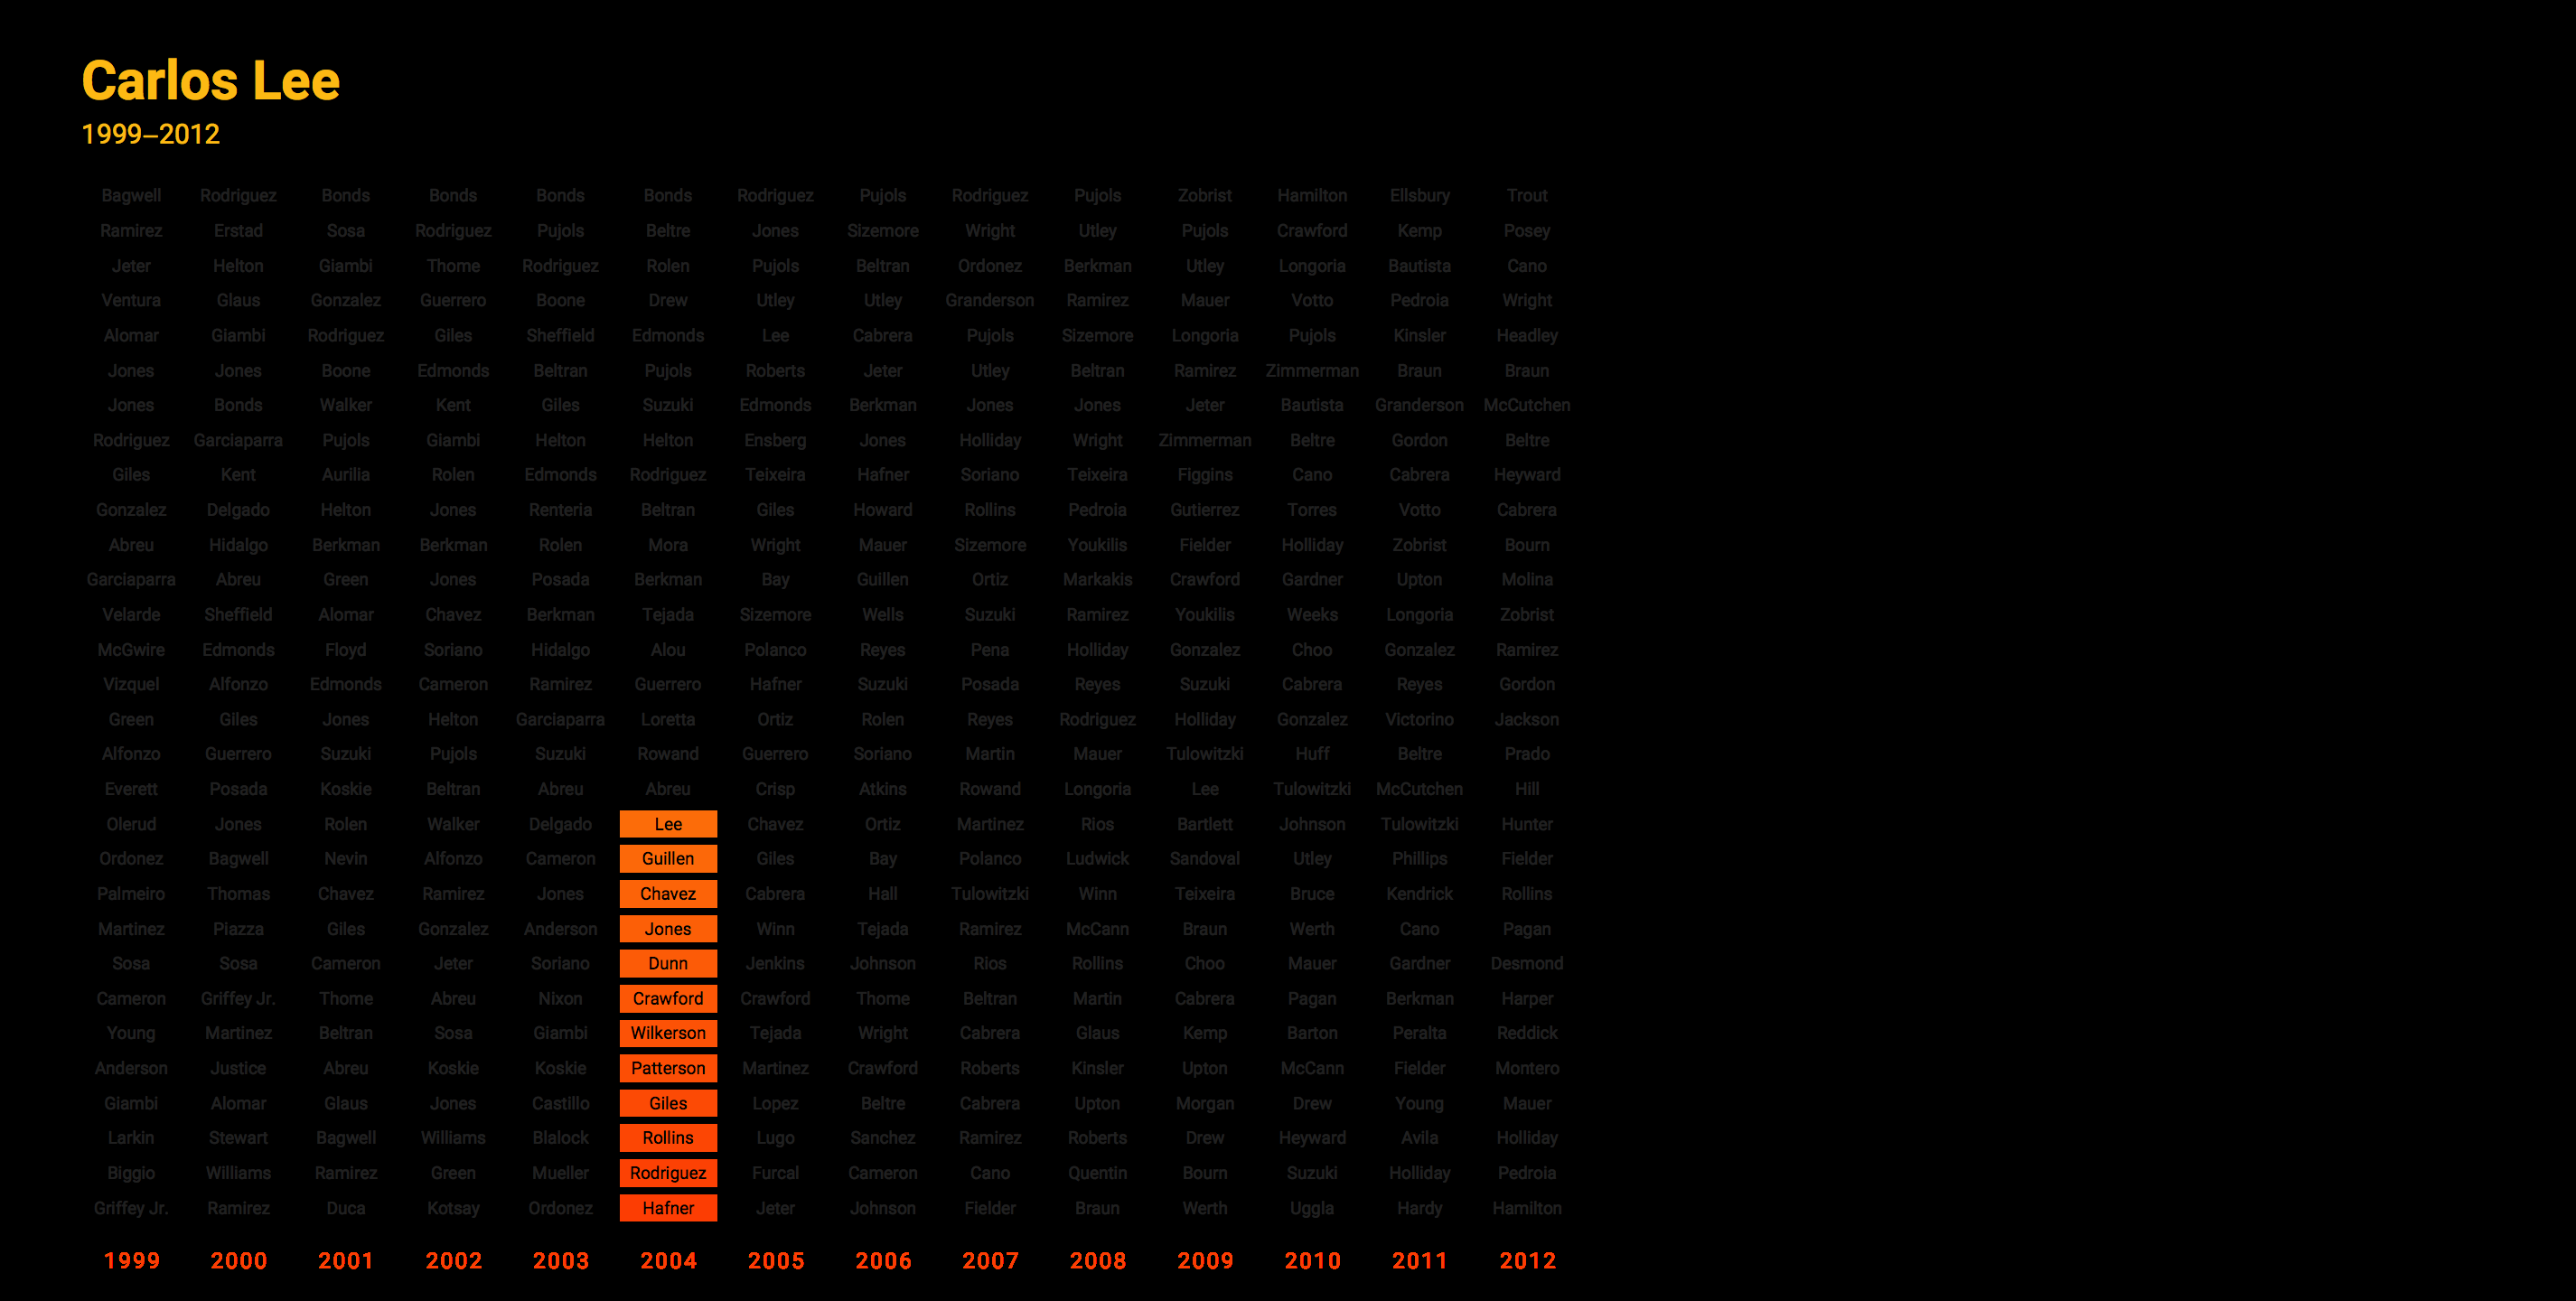 Carlos Lee
1999–2012
Bagwell Rodriguez Bonds Bonds Bonds Bonds Rodriguez Pujols Rodriguez Pujols Zobrist Hamilton Ellsbury Trout
Ramirez Erstad Sosa Rodriguez Pujols Beltre Jones Sizemore Wright Utley Pujols Crawford Kemp Posey
Jeter Helton Giambi Thome Rodriguez Rolen Pujols Beltran Ordonez Berkman Utley Longoria Bautista Cano
Ventura Glaus Gonzalez Guerrero Boone Drew Utley Utley Granderson Ramirez Mauer Votto Pedroia Wright
Alomar Giambi Rodriguez Giles Sheffield Edmonds Lee Cabrera Pujols Sizemore Longoria Pujols Kinsler Headley
Jones Jones Boone Edmonds Beltran Pujols Roberts Jeter Utley Beltran Ramirez Zimmerman Braun Braun
Jones Bonds Walker Kent Giles Suzuki Edmonds Berkman Jones Jones Jeter Bautista Granderson McCutchen
Rodriguez Garciaparra Pujols Giambi Helton Helton Ensberg Jones Holliday Wright Zimmerman Beltre Gordon Beltre
Giles Kent Aurilia Rolen Edmonds Rodriguez Teixeira Hafner Soriano Teixeira Figgins Cano Cabrera Heyward
Gonzalez Delgado Helton Jones Renteria Beltran Giles Howard Rollins Pedroia Gutierrez Torres Votto Cabrera
Abreu Hidalgo Berkman Berkman Rolen Mora Wright Mauer Sizemore Youkilis Fielder Holliday Zobrist Bourn
Garciaparra Abreu Green Jones Posada Berkman Bay Guillen Ortiz Markakis Crawford Gardner Upton Molina
Velarde Sheffield Alomar Chavez Berkman Tejada Sizemore Wells Suzuki Ramirez Youkilis Weeks Longoria Zobrist
McGwire Edmonds Floyd Soriano Hidalgo Alou Polanco Reyes Pena Holliday Gonzalez Choo Gonzalez Ramirez
Vizquel Alfonzo Edmonds Cameron Ramirez Guerrero Hafner Suzuki Posada Reyes Suzuki Cabrera Reyes Gordon
Green Giles Jones Helton Garciaparra Loretta Ortiz Rolen Reyes Rodriguez Holliday Gonzalez Victorino Jackson
Alfonzo Guerrero Suzuki Pujols Suzuki Rowand Guerrero Soriano Martin Mauer Tulowitzki Huff Beltre Prado
Everett Posada Koskie Beltran Abreu Abreu Crisp Atkins Rowand Longoria Lee Tulowitzki McCutchen Hill
Olerud Jones Rolen Walker Delgado Lee Chavez Ortiz Martinez Rios Bartlett Johnson Tulowitzki Hunter
Ordonez Bagwell Nevin Alfonzo Cameron Guillen Giles Bay Polanco Ludwick Sandoval Utley Phillips Fielder
Palmeiro Thomas Chavez Ramirez Jones Chavez Cabrera Hall Tulowitzki Winn Teixeira Bruce Kendrick Rollins
Martinez Piazza Giles Gonzalez Anderson Jones Winn Tejada Ramirez McCann Braun Werth Cano Pagan
Sosa Sosa Cameron Jeter Soriano Dunn Jenkins Johnson Rios Rollins Choo Mauer Gardner Desmond
Cameron Griffey Jr. Thome Abreu Nixon Crawford Crawford Thome Beltran Martin Cabrera Pagan Berkman Harper
Young Martinez Beltran Sosa Giambi Wilkerson Tejada Wright Cabrera Glaus Kemp Barton Peralta Reddick
Anderson Justice Abreu Koskie Koskie Patterson Martinez Crawford Roberts Kinsler Upton McCann Fielder Montero
Giambi Alomar Glaus Jones Castillo Giles Lopez Beltre Cabrera Upton Morgan Drew Young Mauer
Larkin Stewart Bagwell Williams Blalock Rollins Lugo Sanchez Ramirez Roberts Drew Heyward Avila Holliday
Biggio Williams Ramirez Green Mueller Rodriguez Furcal Cameron Cano Quentin Bourn Suzuki Holliday Pedroia
Griffey Jr. Ramirez Duca Kotsay Ordonez Hafner Jeter Johnson Fielder Braun Werth Uggla Hardy Hamilton
1999 2000 2001 2002 2003 2004 2005 2006 2007 2008 2009 2010 2011 2012